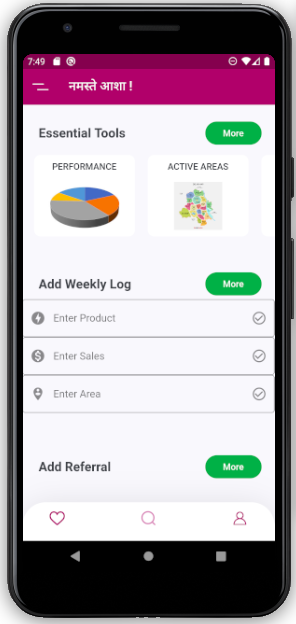 7:49
नमस्ते आशा !
Essential Tools
More
PERFORMANCE
ACTIVE AREAS
Add Weekly Log
More
Enter Product
Enter Sales
Enter Area
Add Referral
More